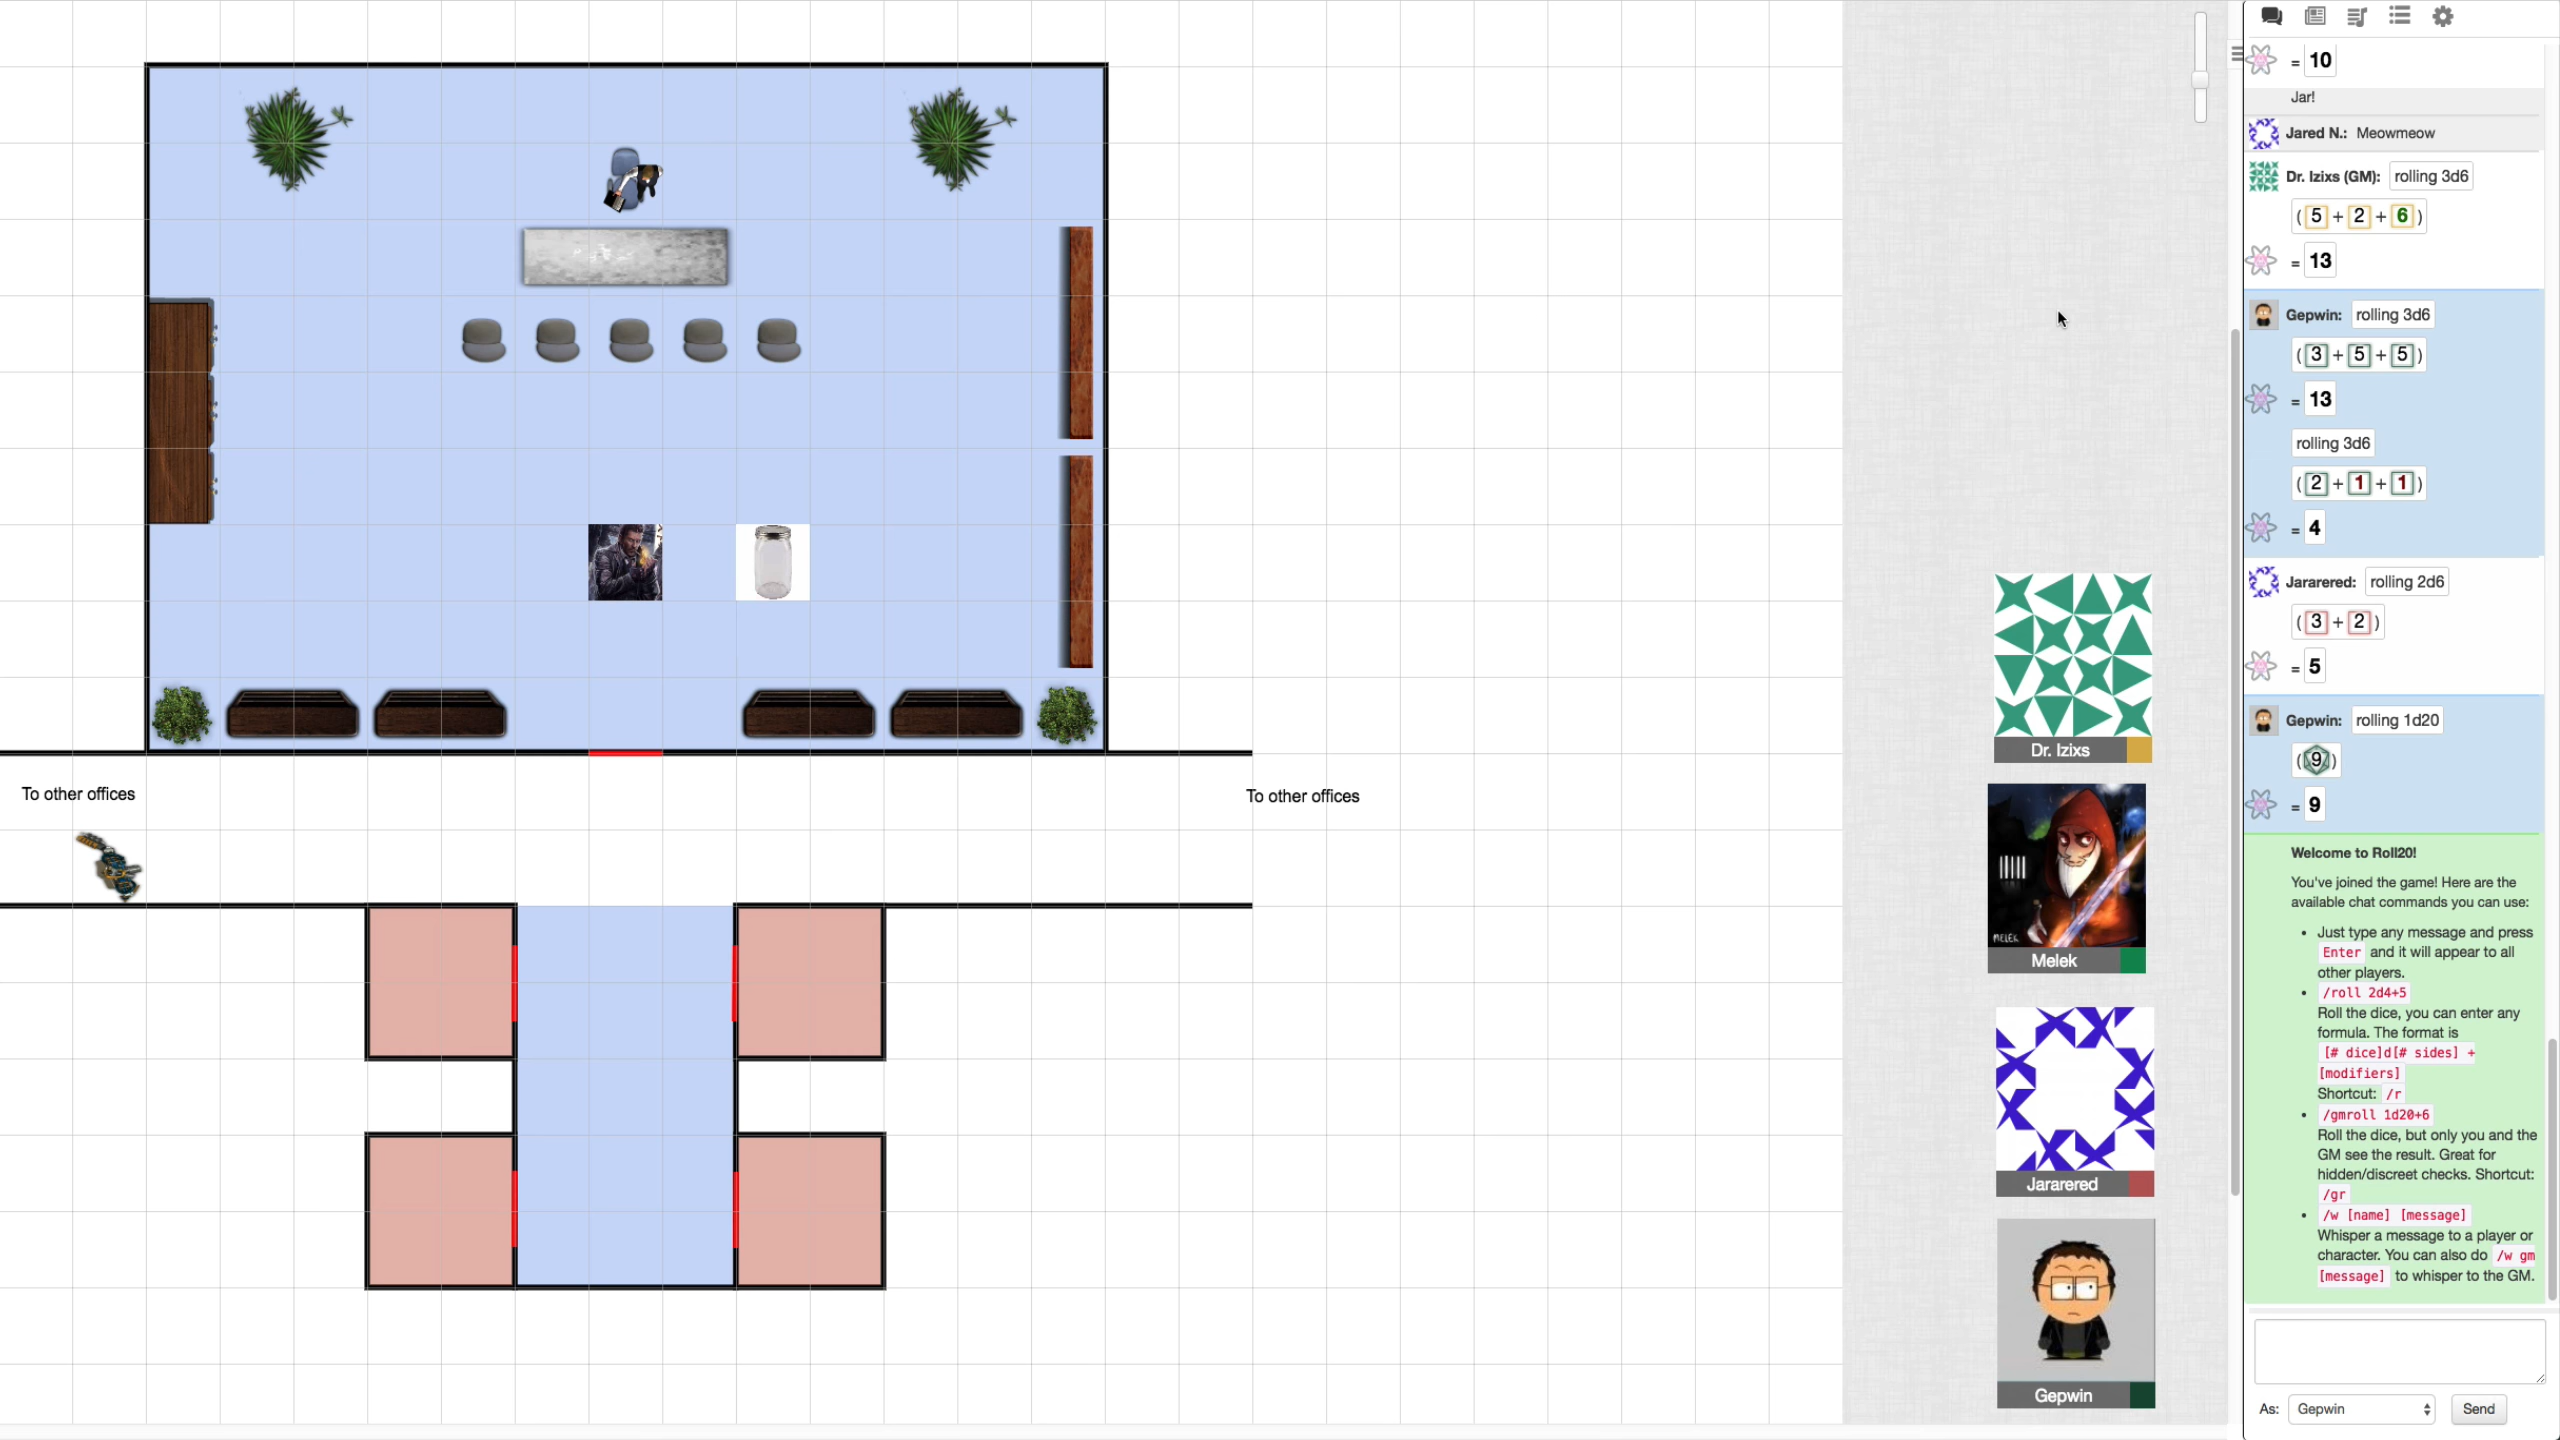 To other offices
To other offices
Dr. Izixs
MELEK
Melek
Jararered
Gepwin
= 10
Jar!
Jared N.: Meowmeow
Dr. Izixs (GM): rolling 3d6
(5+2+6)
= 13
Gepwin: rolling 3d6
(3+5+5)
= 13
rolling 3d6
(2+1+1)
= 4
Jararered: rolling 2d6
(3+2)
= 5
Gepwin: rolling 1d20
(9)
= 9
Welcome to Roll20!
You've joined the game! Here are the
available chat commands you can use:
• Just type any message and press
Enter and it will appear to all
other players.
• /roll 2d4+5
Roll the dice, you can enter any
formula. The format is
[# dice]d[# sides] +
[modifiers]
Shortcut: /r
• /gmroll 1d20+6
Roll the dice, but only you and the
GM see the result. Great for
hidden/discreet checks. Shortcut:
/gr
• /w [name] [message]
Whisper a message to a player or
character. You can also do /w gm
[message] to whisper to the GM.
As: Gepwin Send